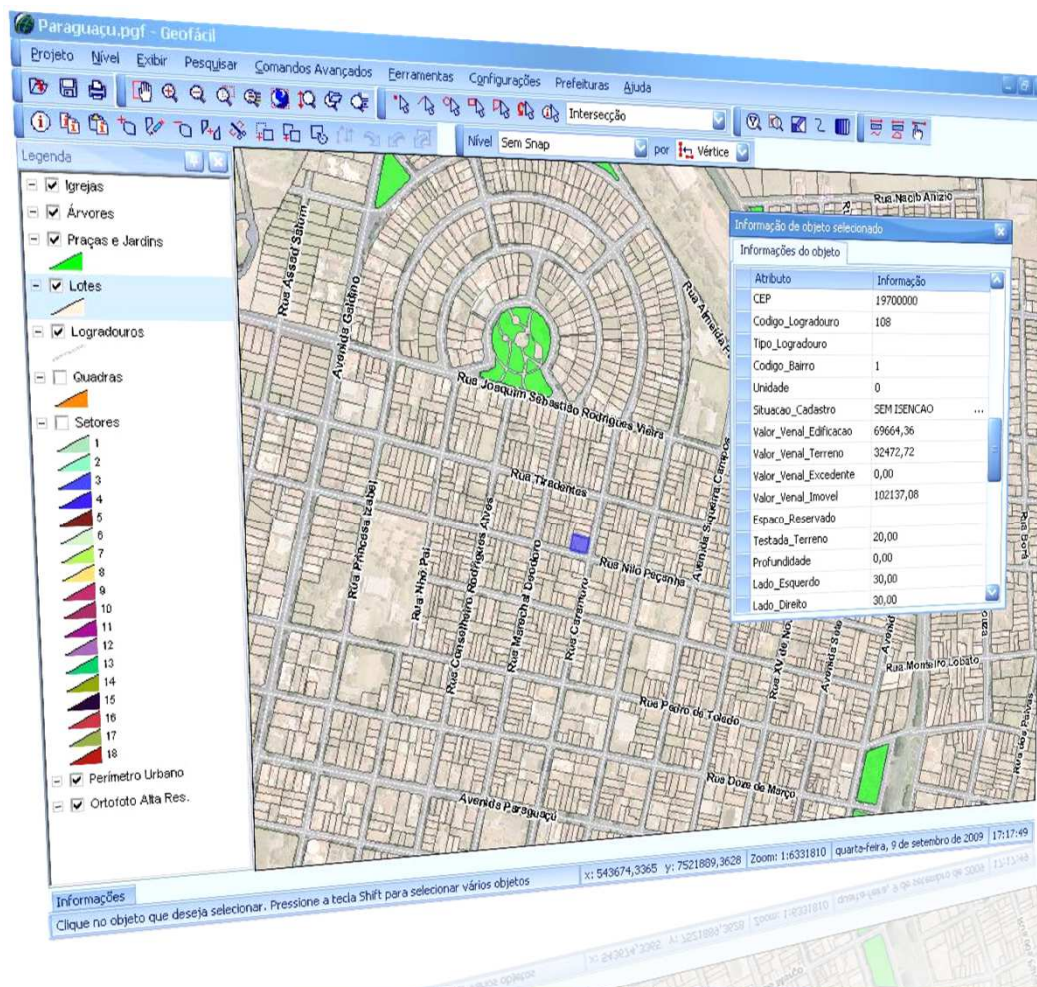 Paraguaçu.pgf - Geofácil
Projeto Nível Exibir Pesquisar Comandos Avançados Ferramentas Configurações Prefeituras Ajuda
Intersecção
Nível Sem Snap por Vértice
Legenda
Igrejas
Árvores
Praças e Jardins
Lotes
Logradouros
Quadras
Setores
1
2
3
4
5
6
7
8
9
10
11
12
13
14
15
16
17
18
Perímetro Urbano
Ortofoto Alta Res.
Rua Assad Salum
Avenida Galdino
Rua Nacib Anizio
Rua Joaquim Sebastião Rodrigues Vieira
Rua Tiradentes
Rua Princesa Izabel
Rua Nhô Pai
Rua Conselheiro Rodrigues Alves
Rua Marechal Deodoro
Rua Caramuru
Rua Nilo Peçanha
Avenida Siqueira Campos
Rua Monteiro Lobato
Rua Pedro de Toledo
Rua Doze de Março
Avenida Paraguaçu
Informação de objeto selecionado
Informações do objeto
Atributo Informação
CEP 19700000
Codigo_Logradouro 108
Tipo_Logradouro
Codigo_Bairro 1
Unidade 0
Situacao_Cadastro SEM ISENCAO ...
Valor_Venal_Edificacao 69664,36
Valor_Venal_Terreno 32472,72
Valor_Venal_Excedente 0,00
Valor_Venal_Imovel 102137,08
Espaco_Reservado
Testada_Terreno 20,00
Profundidade 0,00
Lado_Esquerdo 30,00
Lado_Direito 30,00
Informações
Clique no objeto que deseja selecionar. Pressione a tecla Shift para selecionar vários objetos
x: 543674,3365 y: 7521889,3628 Zoom: 1:6331810 quarta-feira, 9 de setembro de 2009 17:17:49